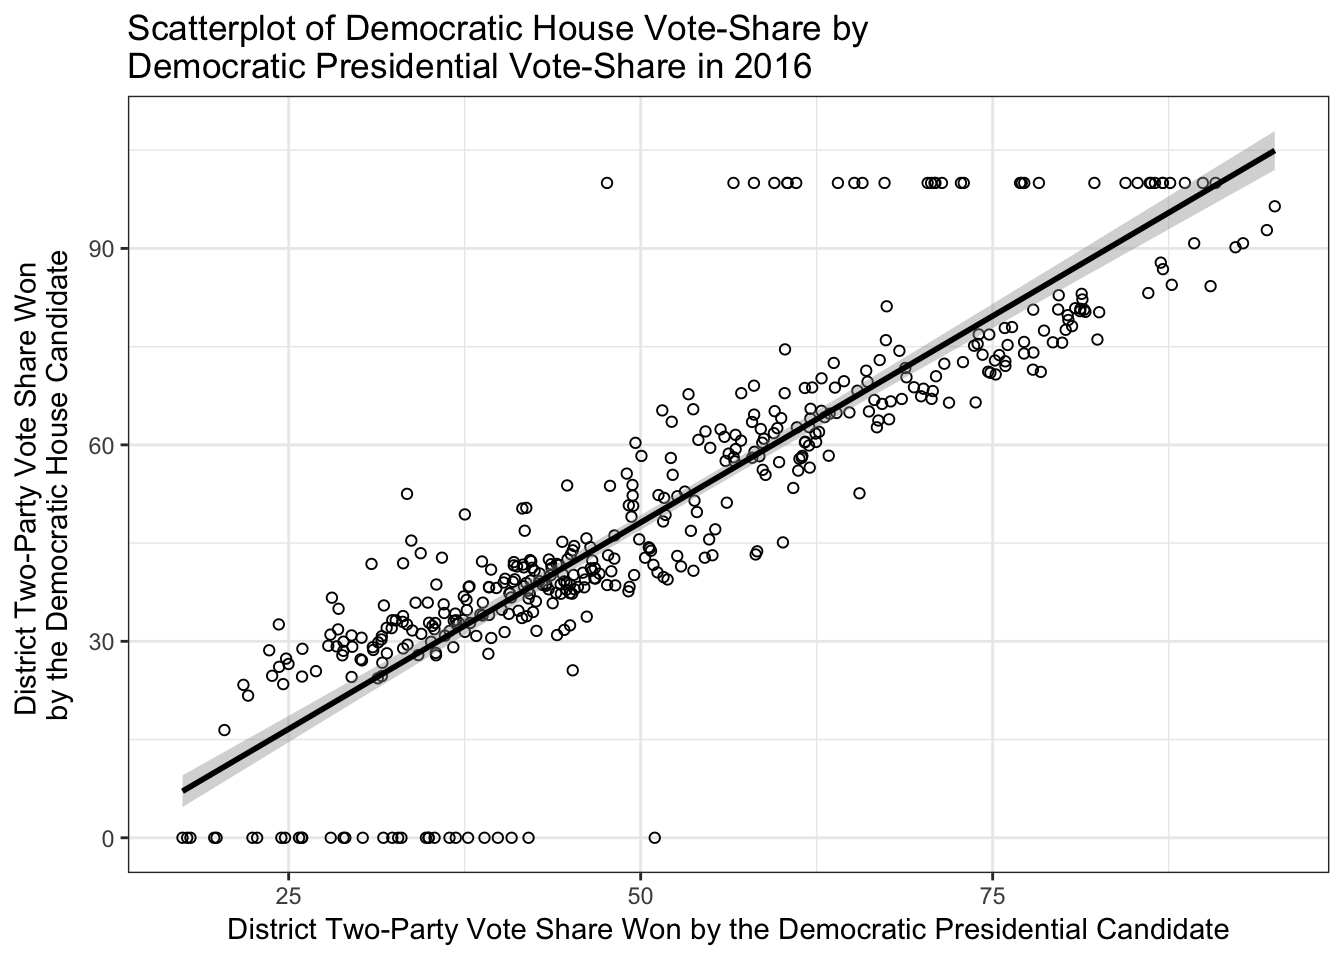 Scatterplot of Democratic House Vote-Share by
Democratic Presidential Vote-Share in 2016
District Two-Party Vote Share Won
by the Democratic House Candidate
90
60
30
0
25
50
75
District Two-Party Vote Share Won by the Democratic Presidential Candidate